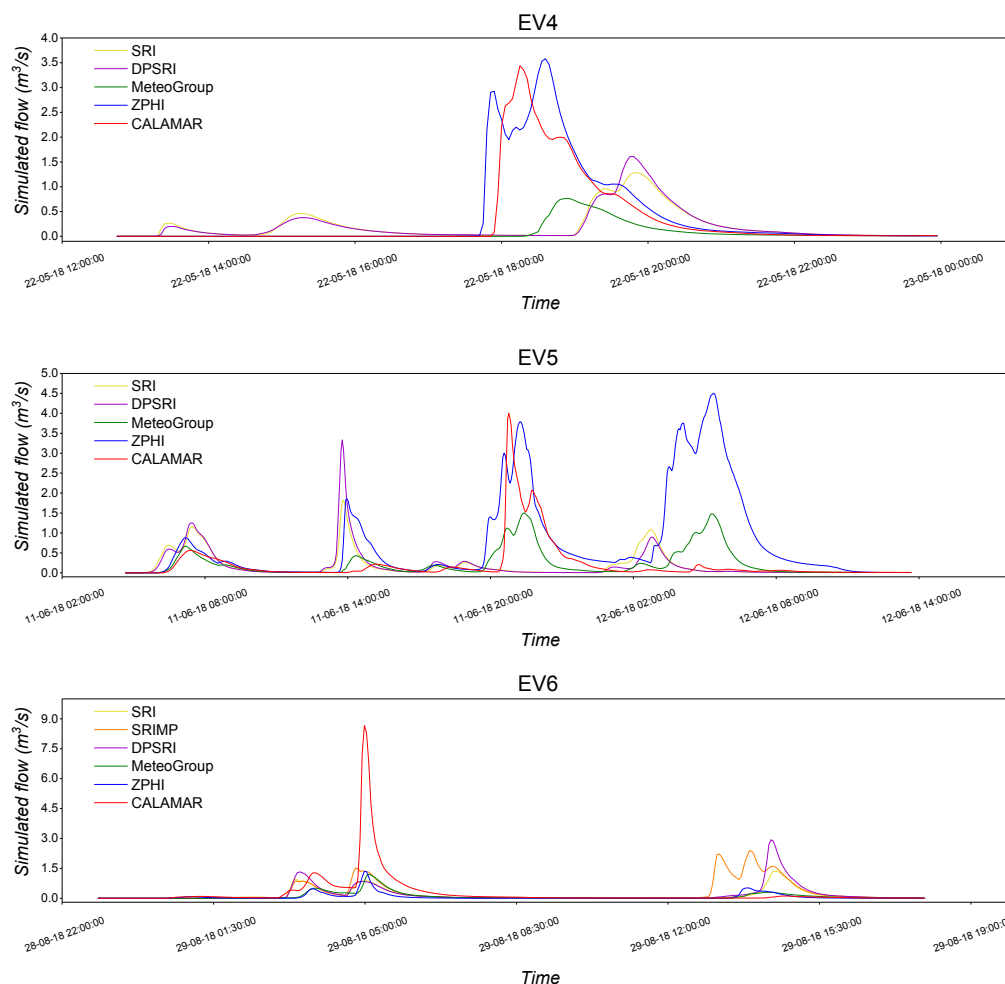 EV4
Simulated flow (m³/s)
4.0
3.5
3.0
2.5
2.0
1.5
1.0
0.5
0.0
SRI
DPSRI
MeteoGroup
ZPHI
CALAMAR
22-05-18 12:00:00
22-05-18 14:00:00
22-05-18 16:00:00
22-05-18 18:00:00
22-05-18 20:00:00
22-05-18 22:00:00
23-05-18 00:00:00
Time
EV5
Simulated flow (m³/s)
5.0
4.5
4.0
3.5
3.0
2.5
2.0
1.5
1.0
0.5
0.0
SRI
DPSRI
MeteoGroup
ZPHI
CALAMAR
11-06-18 02:00:00
11-06-18 08:00:00
11-06-18 14:00:00
11-06-18 20:00:00
12-06-18 02:00:00
12-06-18 08:00:00
12-06-18 14:00:00
Time
EV6
Simulated flow (m³/s)
9.0
7.5
6.0
4.5
3.0
1.5
0.0
SRI
SRIMP
DPSRI
MeteoGroup
ZPHI
CALAMAR
28-08-18 22:00:00
29-08-18 01:30:00
29-08-18 05:00:00
29-08-18 08:30:00
29-08-18 12:00:00
29-08-18 15:30:00
29-08-18 19:00:00
Time